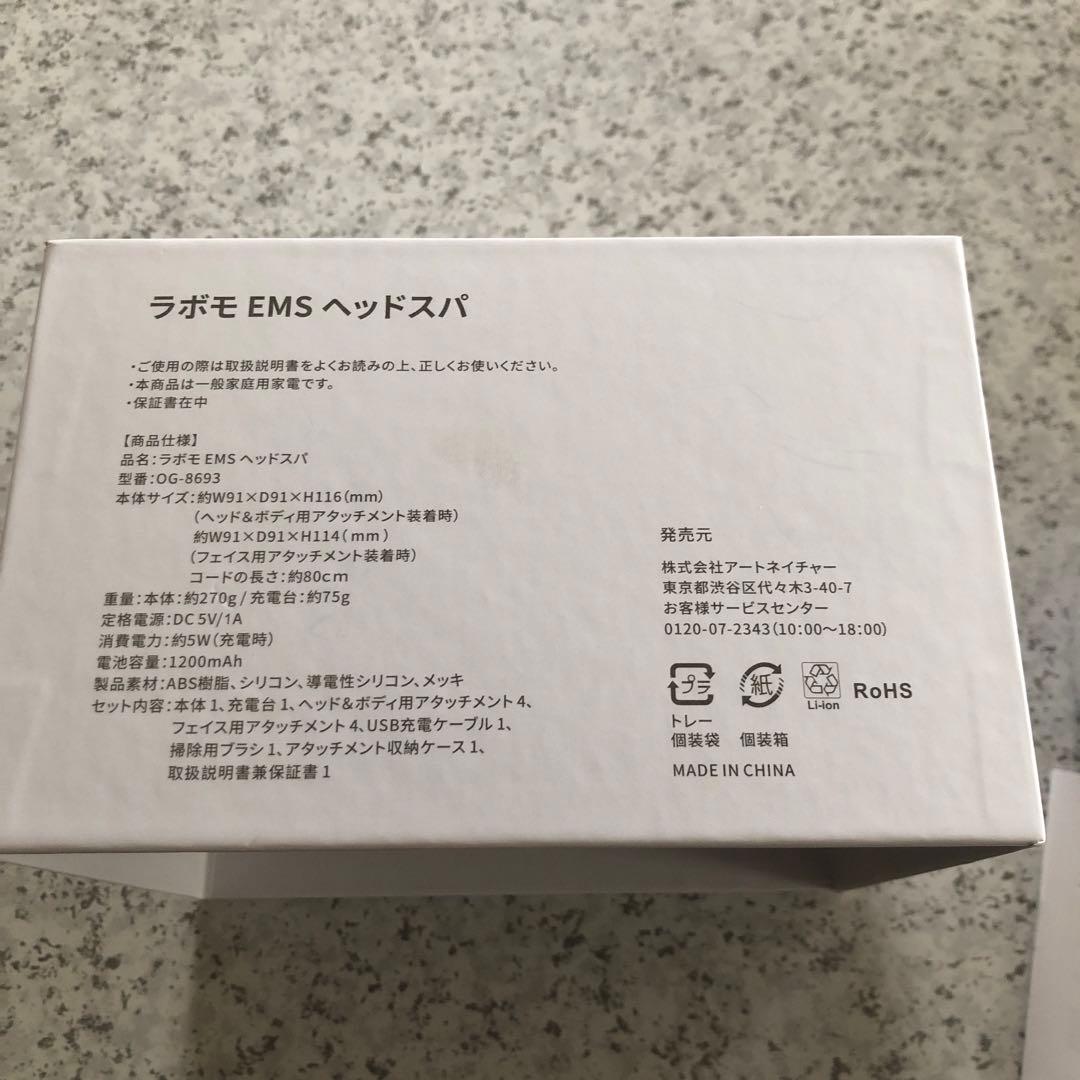 ラボモ EMS ヘッドスパ
・ご使用の際は取扱説明書をよくお読みの上、正しくお使いください。
・本商品は一般家庭用家電です。
・保証書在中
【商品仕様】
品名:ラボモ EMS ヘッドスパ
型番:OG-8693
本体サイズ:約W91×D91×H116(mm)
(ヘッド&ボディ用アタッチメント装着時)
約W91×D91×H114(mm)
(フェイス用アタッチメント装着時)
コードの長さ:約80cm
重量:本体:約270g/充電台:約75g
定格電源:DC 5V/1A
消費電力:約5W(充電時)
電池容量:1200mAh
製品素材:ABS樹脂、シリコン、導電性シリコン、メッキ
セット内容:本体 1、充電台 1、ヘッド&ボディ用アタッチメント 4、
フェイス用アタッチメント 4、USB充電ケーブル 1、
掃除用ブラシ 1、アタッチメント収納ケース 1、
取扱説明書兼保証書 1
発売元
株式会社アートネイチャー
東京都渋谷区代々木3-40-7
お客様サービスセンター
0120-07-2343(10:00〜18:00)
プラ 紙 Li-ion RoHS
トレー
個装袋 個装箱
MADE IN CHINA